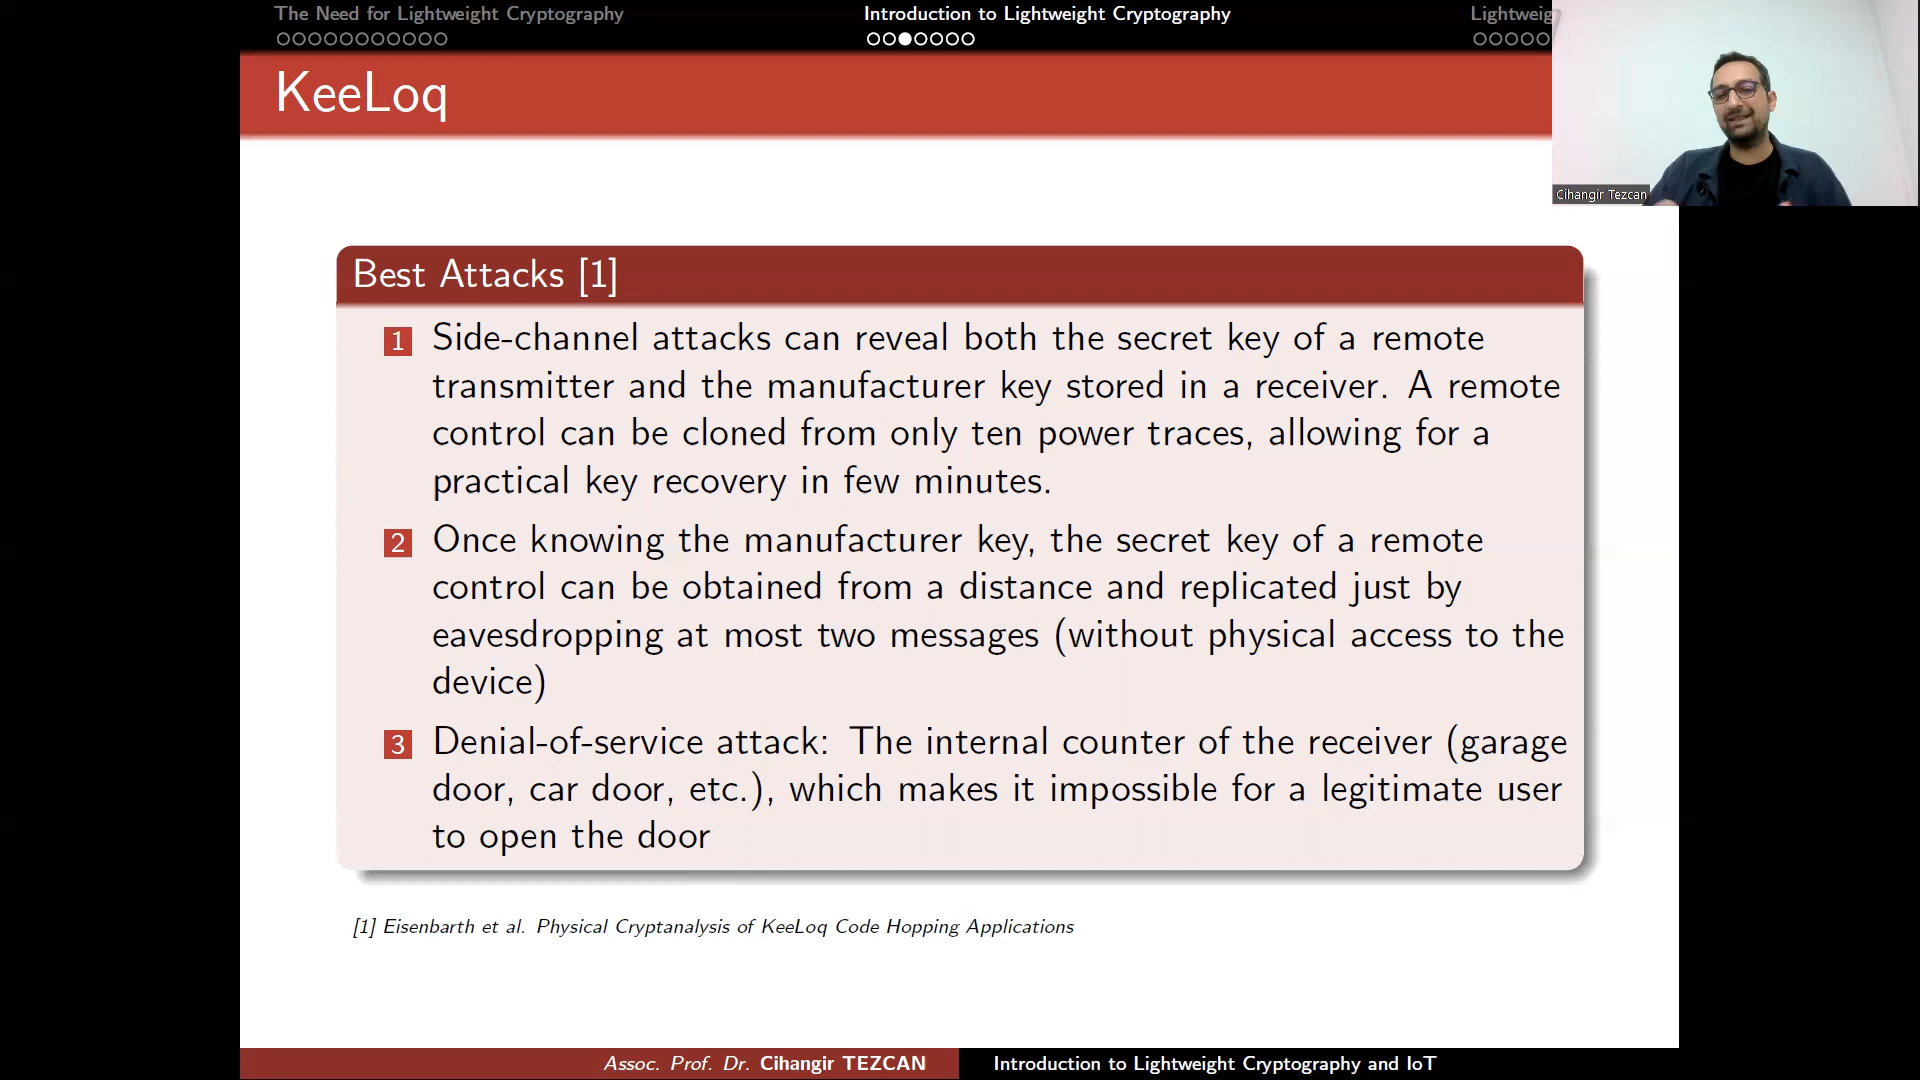 The Need for Lightweight Cryptography
Introduction to Lightweight Cryptography
Lightweig
KeeLoq
Cihangir Tezcan
Best Attacks [1]
1 Side-channel attacks can reveal both the secret key of a remote
transmitter and the manufacturer key stored in a receiver. A remote
control can be cloned from only ten power traces, allowing for a
practical key recovery in few minutes.
2 Once knowing the manufacturer key, the secret key of a remote
control can be obtained from a distance and replicated just by
eavesdropping at most two messages (without physical access to the
device)
3 Denial-of-service attack: The internal counter of the receiver (garage
door, car door, etc.), which makes it impossible for a legitimate user
to open the door
[1] Eisenbarth et al. Physical Cryptanalysis of KeeLoq Code Hopping Applications
Assoc. Prof. Dr. Cihangir TEZCAN
Introduction to Lightweight Cryptography and IoT